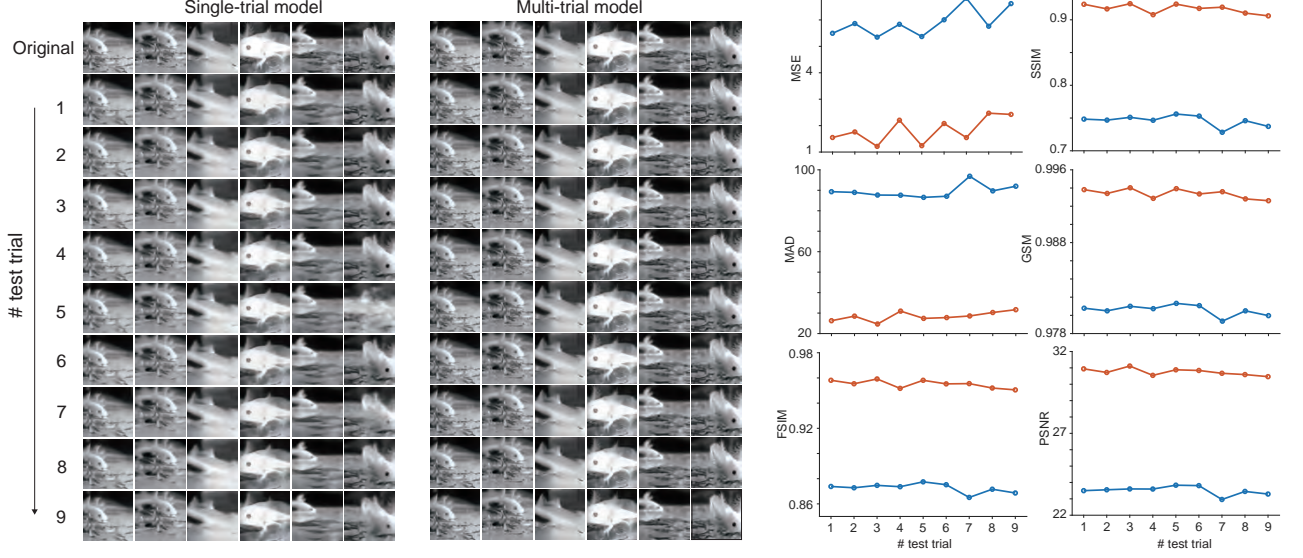 Single-trial model
Multi-trial model
Original
1
2
3
4
5
6
7
8
9
# test trial
MSE
4
1
SSIM
0.9
0.8
0.7
MAD
100
60
20
GSM
0.996
0.988
0.978
FSIM
0.98
0.92
0.86
1 2 3 4 5 6 7 8 9
# test trial
PSNR
32
27
22
1 2 3 4 5 6 7 8 9
# test trial